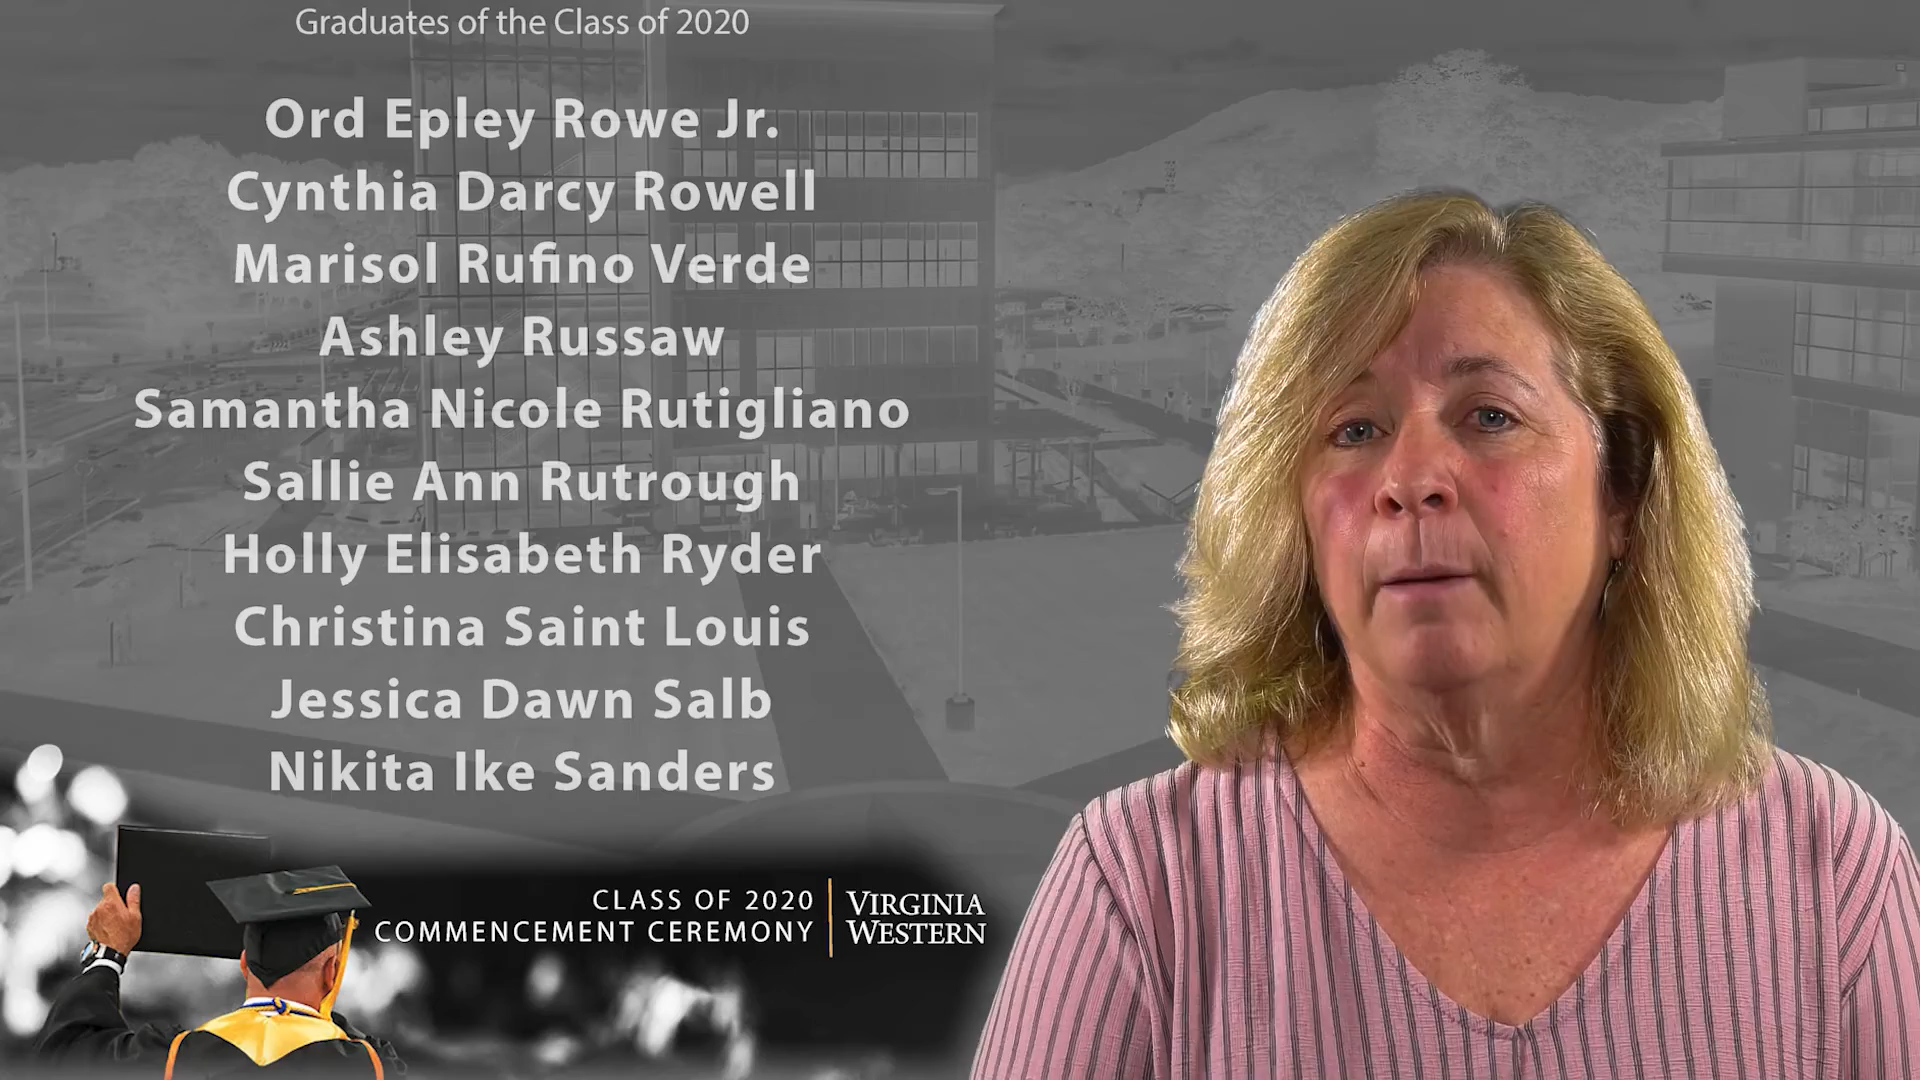 Graduates of the Class of 2020
Ord Epley Rowe Jr.
Cynthia Darcy Rowell
Marisol Rufino Verde
Ashley Russaw
Samantha Nicole Rutigliano
Sallie Ann Rutrough
Holly Elisabeth Ryder
Christina Saint Louis
Jessica Dawn Salb
Nikita Ike Sanders
CLASS OF 2020
COMMENCEMENT CEREMONY
VIRGINIA
WESTERN